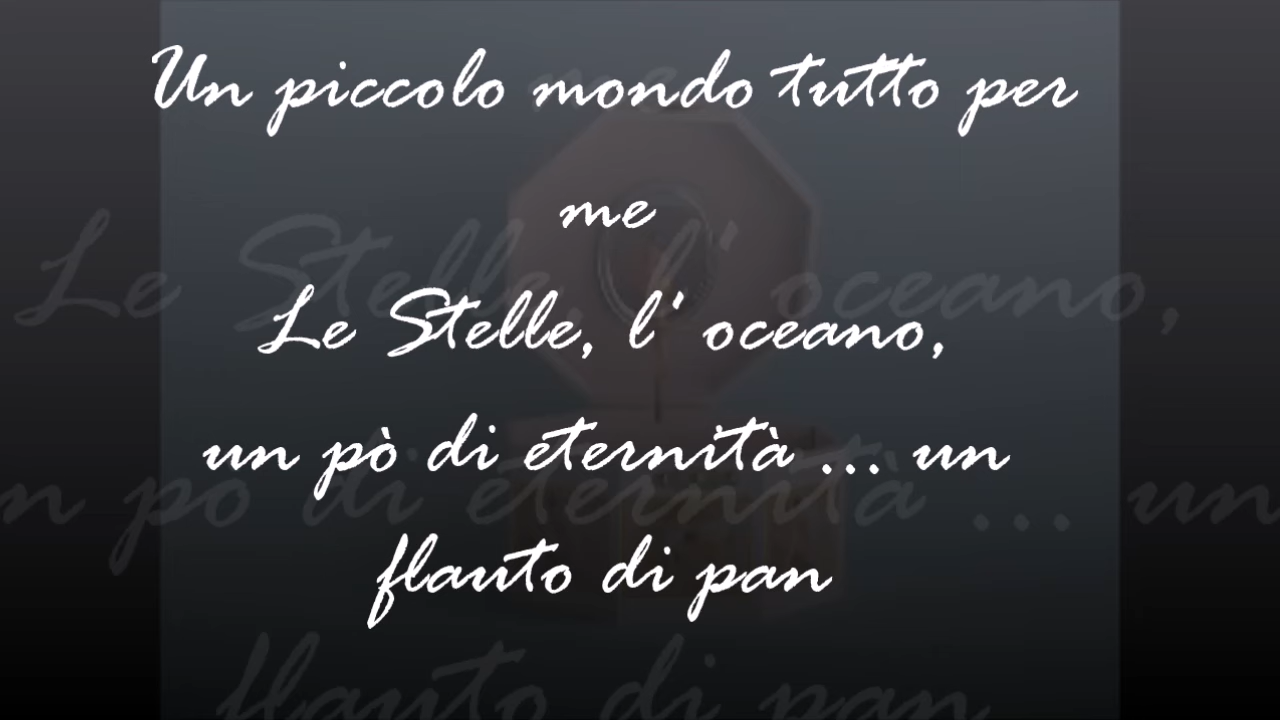 Un piccolo mondo tutto per
me
Le Stelle, l' oceano,
un pò di eternità ... un
flauto di pan